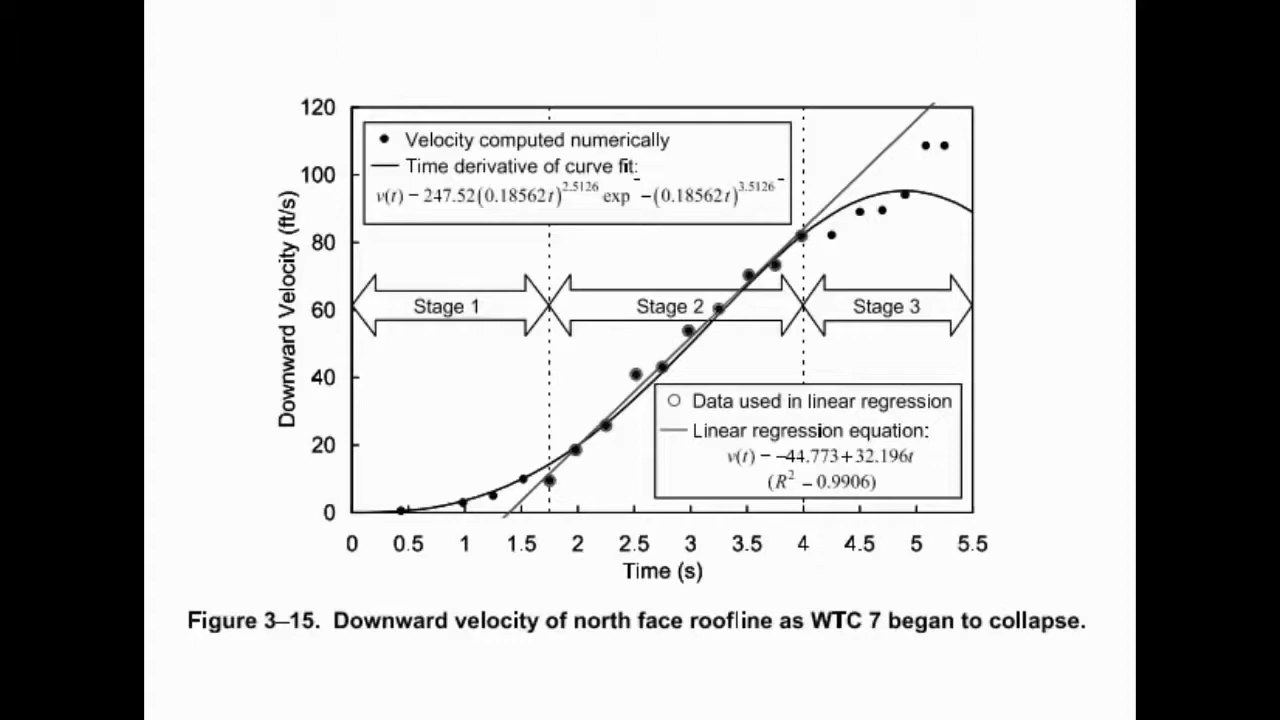 120
100
80
60
40
20
0
Downward Velocity (ft/s)
Velocity computed numerically
Time derivative of curve fit:
v(t) − 247.52(0.18562t)^2.5126 exp −(0.18562t)^3.5126
Stage 1
Stage 2
Stage 3
Data used in linear regression
Linear regression equation:
v(t) − −44.773+32.196t
(R² − 0.9906)
0 0.5 1 1.5 2 2.5 3 3.5 4 4.5 5 5.5
Time (s)
Figure 3–15. Downward velocity of north face roofline as WTC 7 began to collapse.